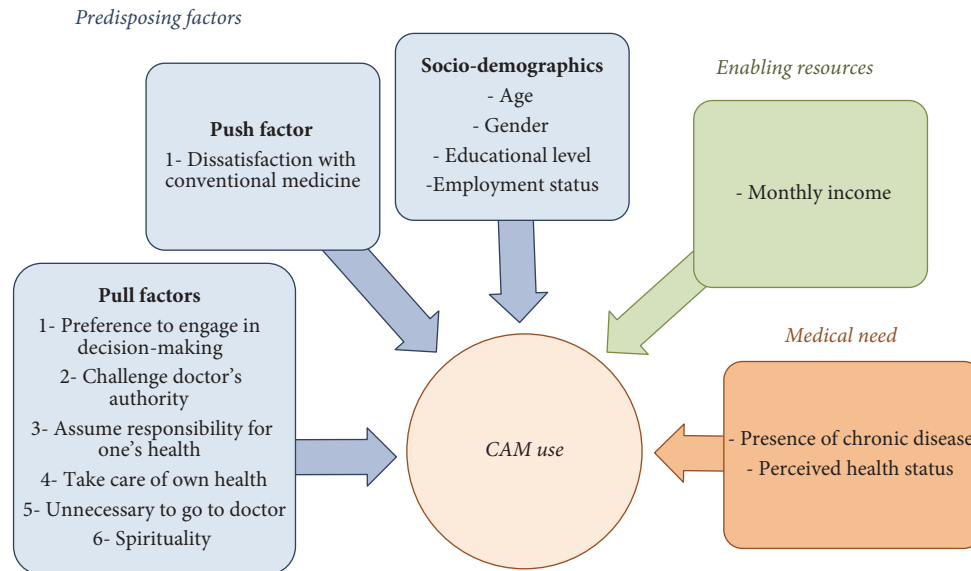 Predisposing factors
Socio-demographics
- Age
- Gender
- Educational level
-Employment status
Enabling resources
Push factor
1- Dissatisfaction with
conventional medicine
- Monthly income
Pull factors
1- Preference to engage in
decision-making
2- Challenge doctor's
authority
3- Assume responsibility for
one's health
4- Take care of own health
5- Unnecessary to go to doctor
6- Spirituality
CAM use
Medical need
- Presence of chronic disease
- Perceived health status